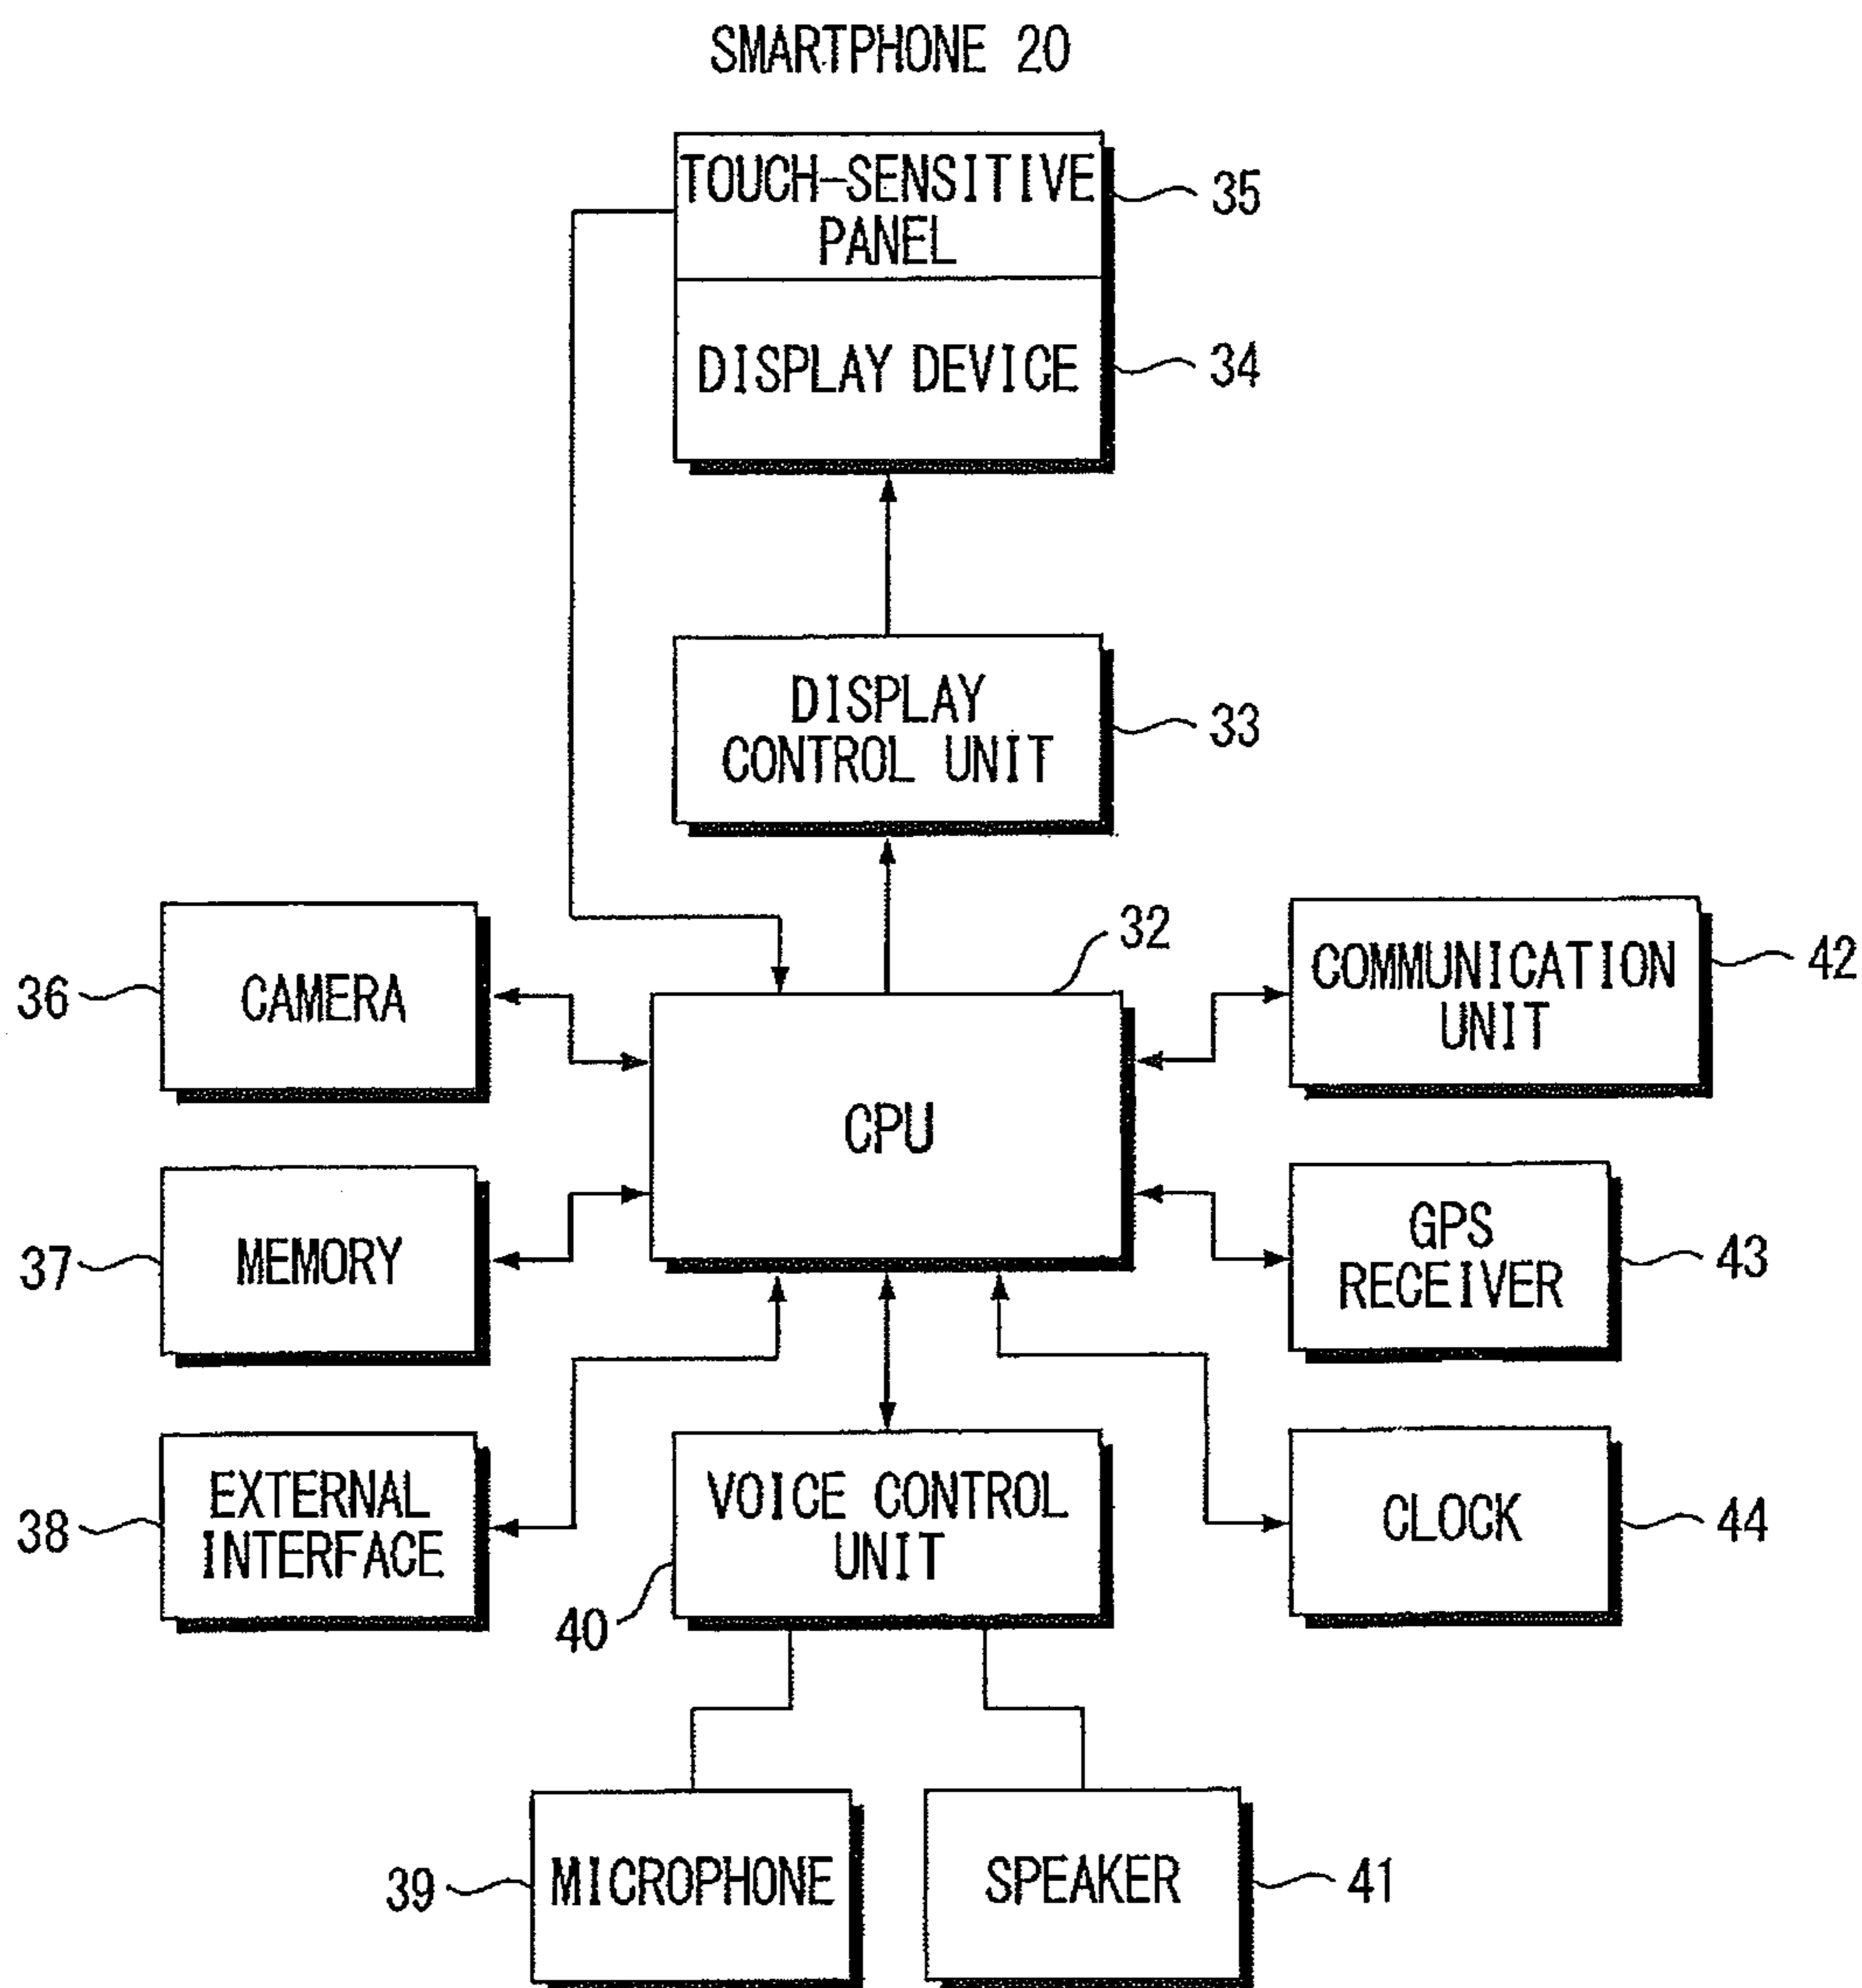 SMARTPHONE 20
TOUCH-SENSITIVE
PANEL
35
DISPLAY DEVICE
34
DISPLAY
CONTROL UNIT
33
32
CAMERA
36
COMMUNICATION
UNIT
42
CPU
MEMORY
37
GPS
RECEIVER
43
EXTERNAL
INTERFACE
38
VOICE CONTROL
UNIT
40
CLOCK
44
MICROPHONE
39
SPEAKER
41